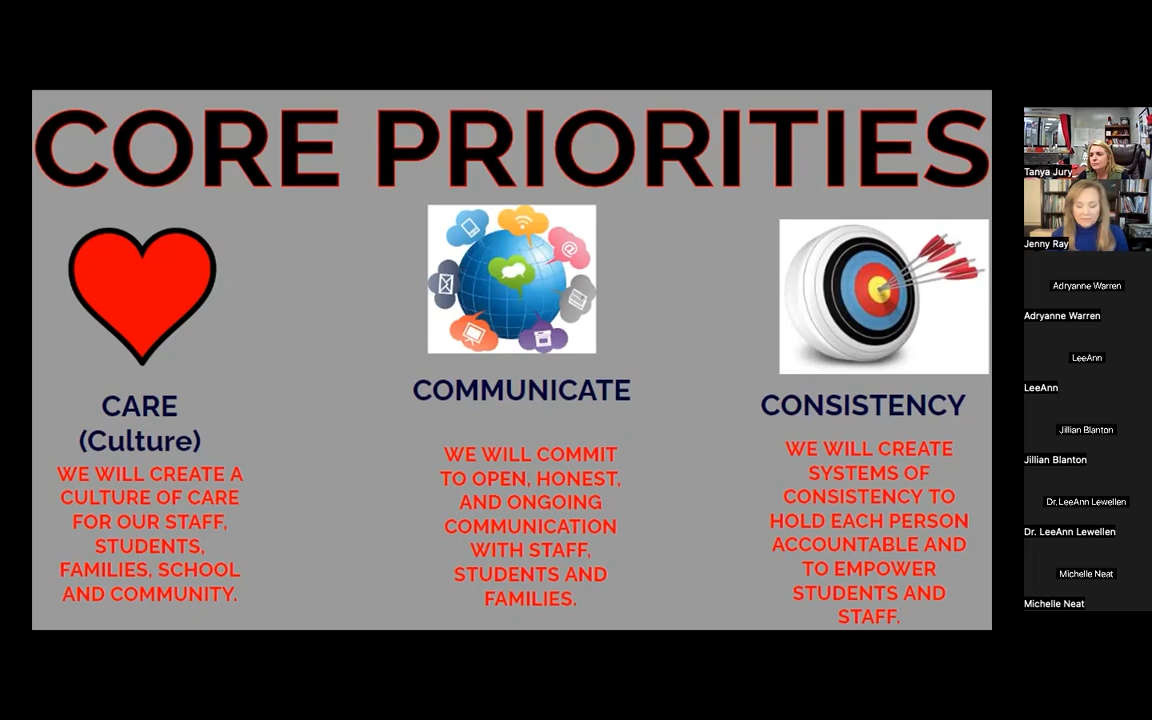 CORE PRIORITIES
CARE
(Culture)
WE WILL CREATE A
CULTURE OF CARE
FOR OUR STAFF,
STUDENTS,
FAMILIES, SCHOOL
AND COMMUNITY.
COMMUNICATE
WE WILL COMMIT
TO OPEN, HONEST,
AND ONGOING
COMMUNICATION
WITH STAFF,
STUDENTS AND
FAMILIES.
CONSISTENCY
WE WILL CREATE
SYSTEMS OF
CONSISTENCY TO
HOLD EACH PERSON
ACCOUNTABLE AND
TO EMPOWER
STUDENTS AND
STAFF.
Tanya Jury
Jenny Ray
Adryanne Warren
Adryanne Warren
LeeAnn
LeeAnn
Jillian Blanton
Jillian Blanton
Dr. LeeAnn Lewellen
Dr. LeeAnn Lewellen
Michelle Neat
Michelle Neat